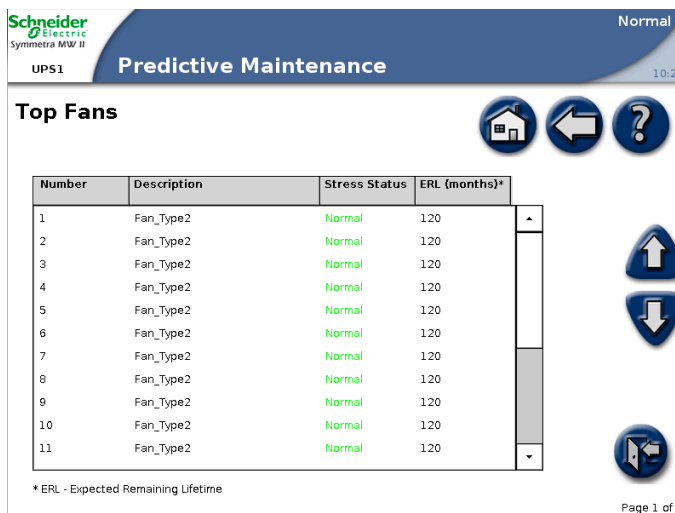 Schneider
Electric
Symmetra MW II
UPS1
Predictive Maintenance
Normal
10:2
Top Fans
Number Description Stress Status ERL (months)*
1 Fan_Type2 Normal 120
2 Fan_Type2 Normal 120
3 Fan_Type2 Normal 120
4 Fan_Type2 Normal 120
5 Fan_Type2 Normal 120
6 Fan_Type2 Normal 120
7 Fan_Type2 Normal 120
8 Fan_Type2 Normal 120
9 Fan_Type2 Normal 120
10 Fan_Type2 Normal 120
11 Fan_Type2 Normal 120
* ERL - Expected Remaining Lifetime
Page 1 of